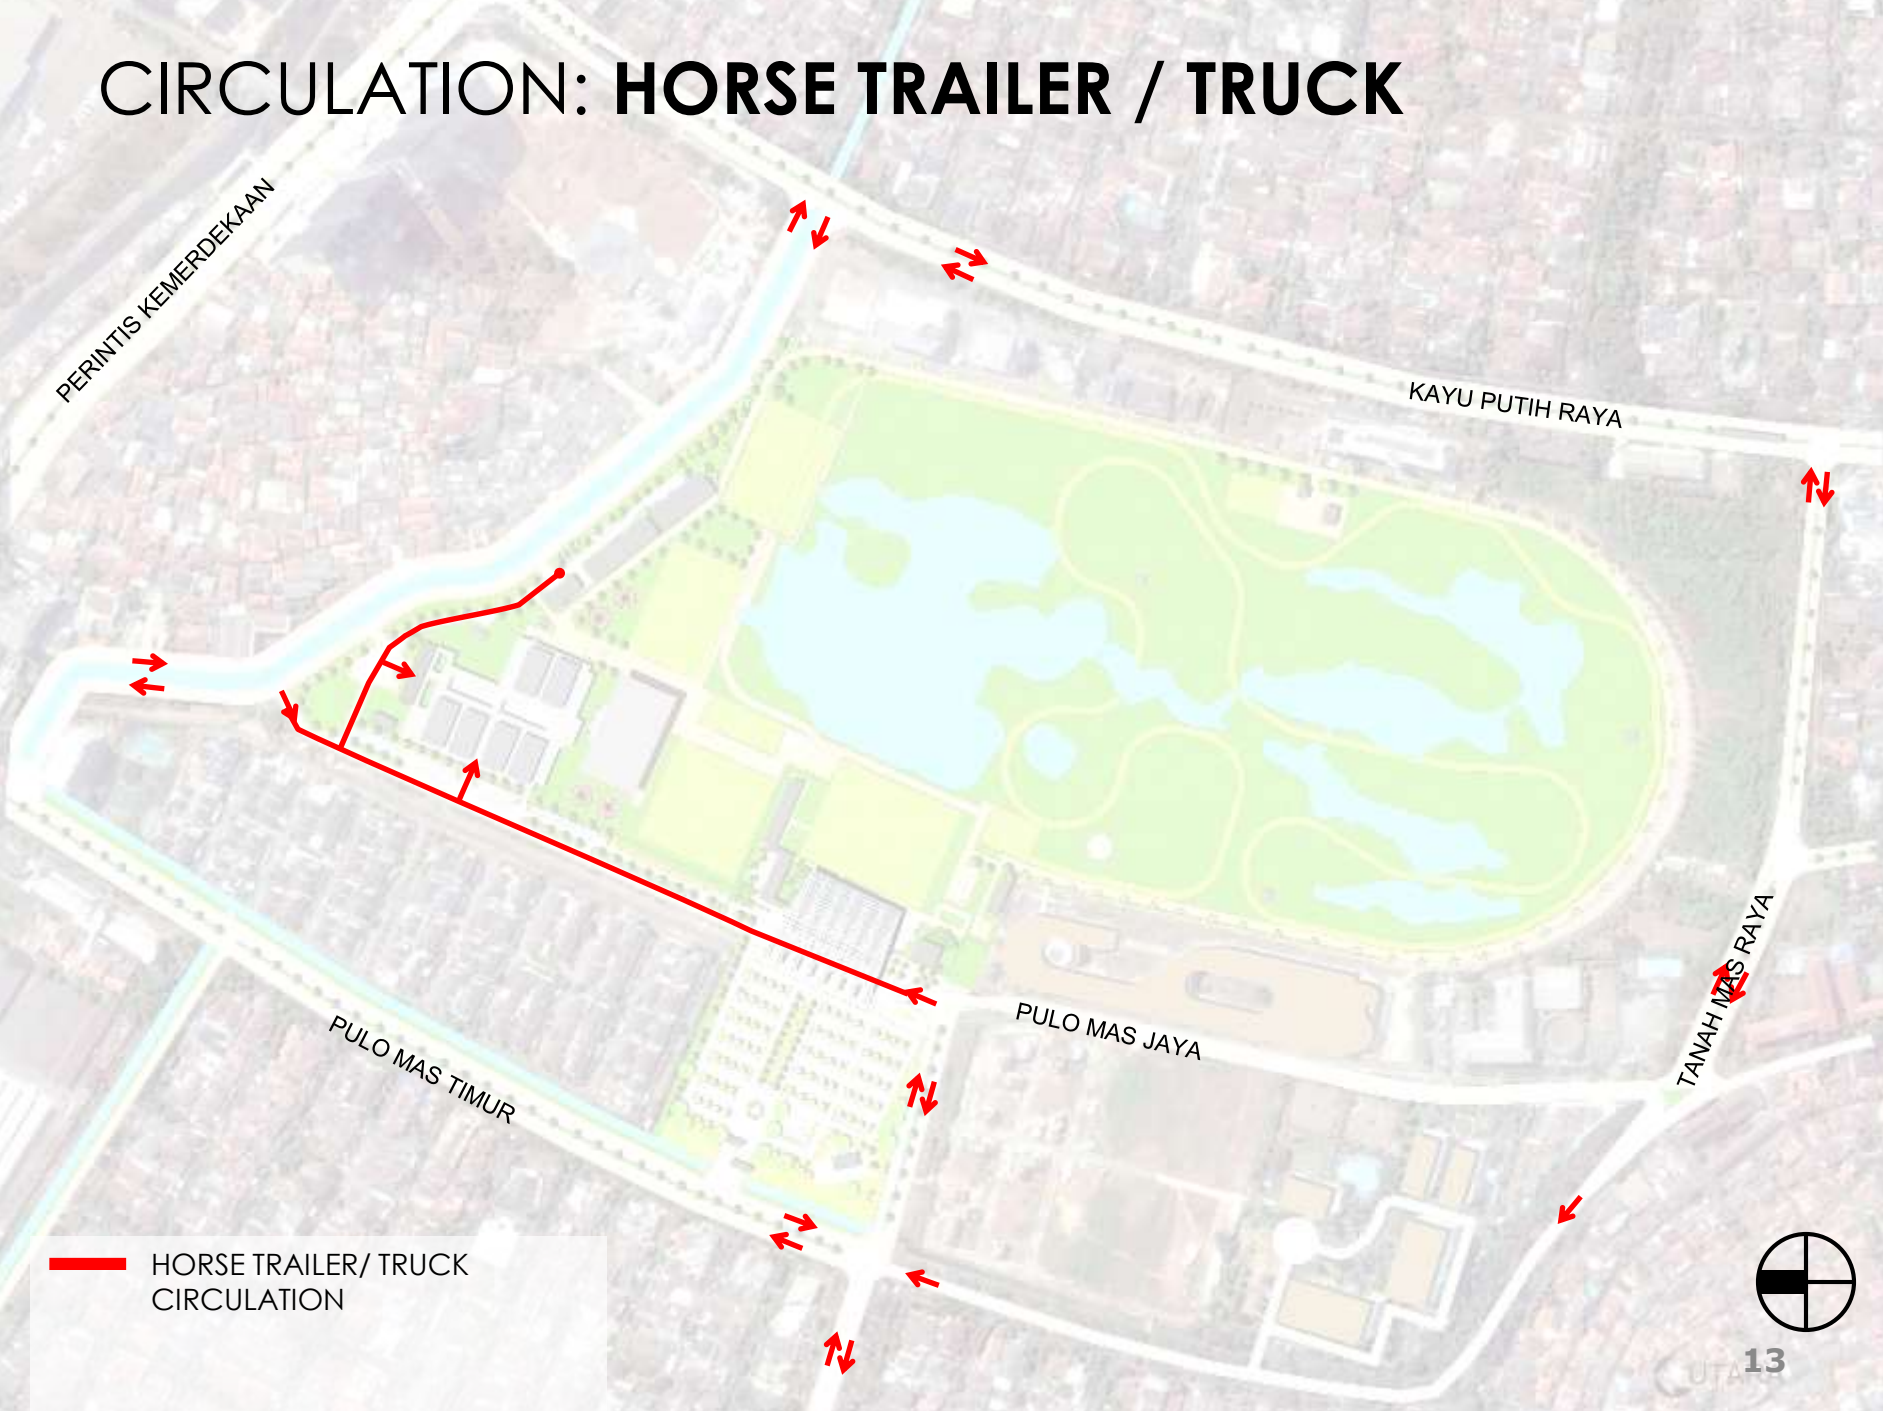 CIRCULATION: HORSE TRAILER / TRUCK
PERINTIS KEMERDEKAAN
KAYU PUTIH RAYA
TANAH MAS RAYA
PULO MAS JAYA
PULO MAS TIMUR
HORSE TRAILER/ TRUCK
CIRCULATION
13